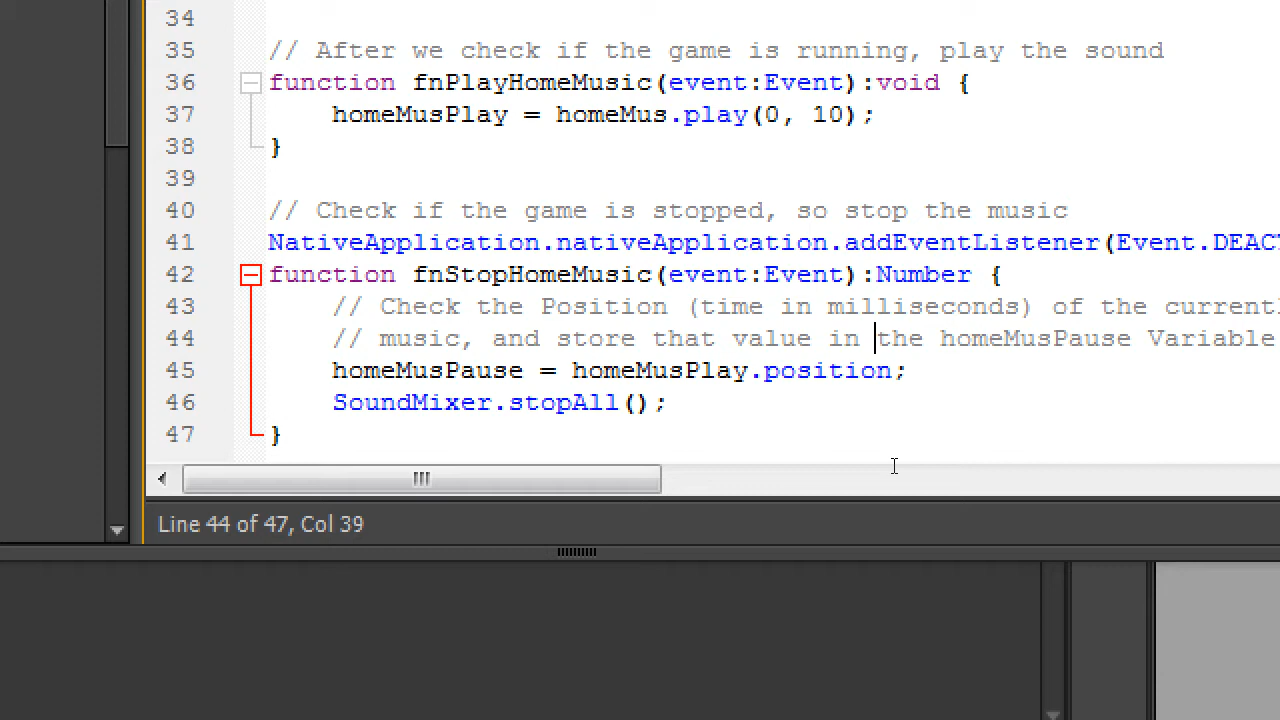 34
35 // After we check if the game is running, play the sound
36 function fnPlayHomeMusic(event:Event):void {
37 homeMusPlay = homeMus.play(0, 10);
38 }
39
40 // Check if the game is stopped, so stop the music
41 NativeApplication.nativeApplication.addEventListener(Event.DEAC
42 function fnStopHomeMusic(event:Event):Number {
43 // Check the Position (time in milliseconds) of the current
44 // music, and store that value in the homeMusPause Variable
45 homeMusPause = homeMusPlay.position;
46 SoundMixer.stopAll();
47 }
Line 44 of 47, Col 39